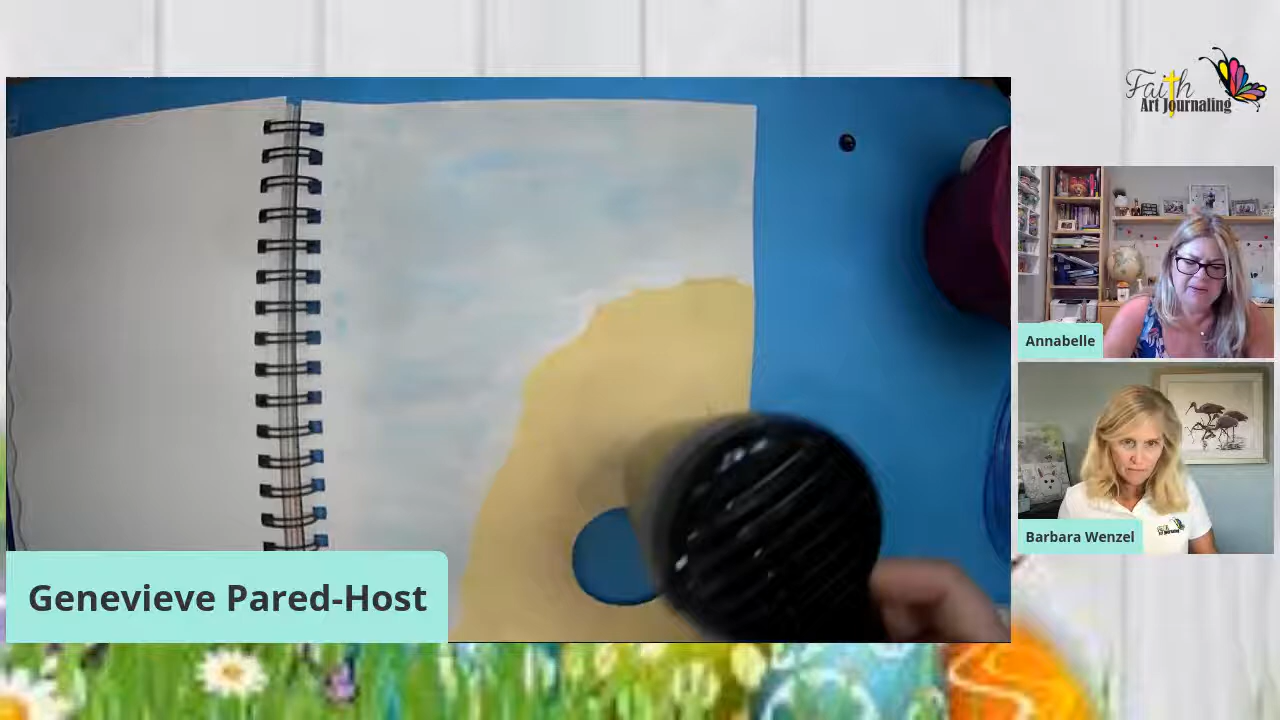 Faith
Art Journaling
Annabelle
Barbara Wenzel
Genevieve Pared-Host